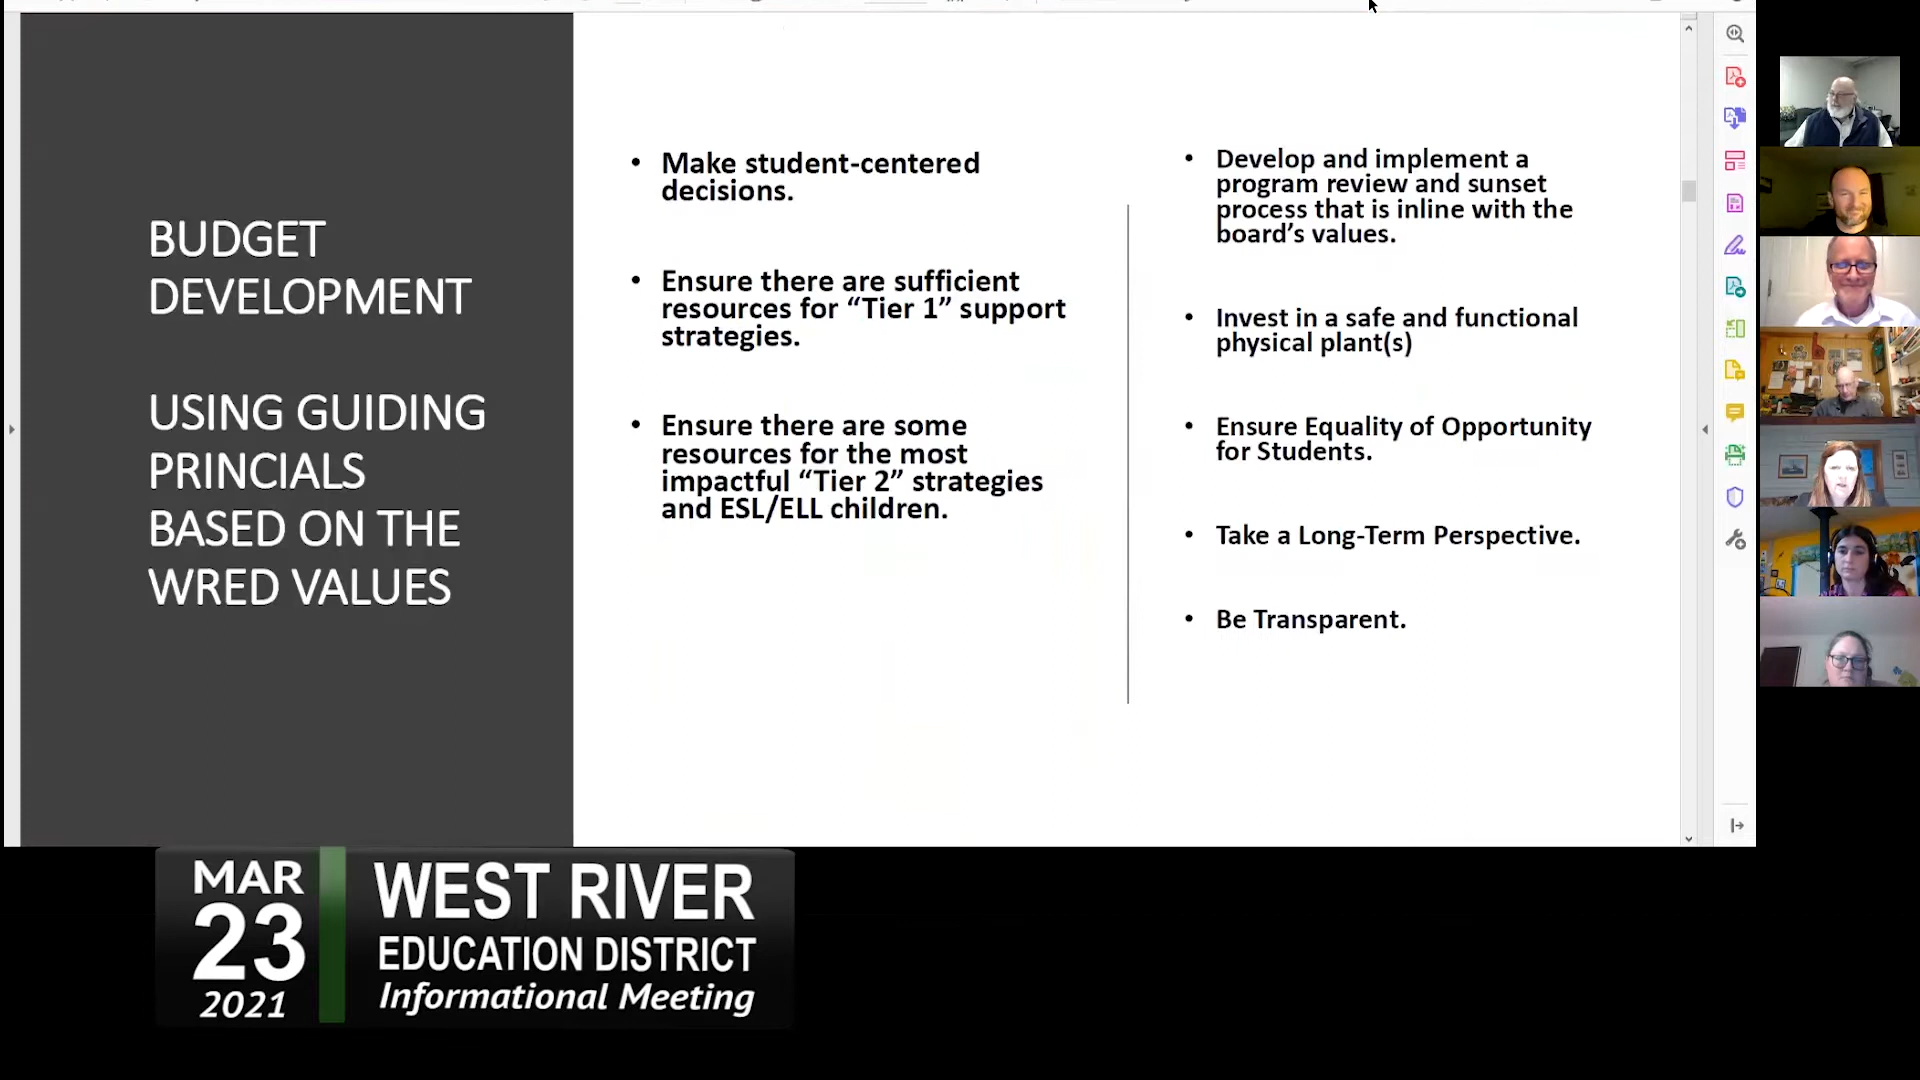 BUDGET
DEVELOPMENT
USING GUIDING
PRINCIALS
BASED ON THE
WRED VALUES
• Make student-centered
decisions.
• Ensure there are sufficient
resources for “Tier 1” support
strategies.
• Ensure there are some
resources for the most
impactful “Tier 2” strategies
and ESL/ELL children.
• Develop and implement a
program review and sunset
process that is inline with the
board’s values.
• Invest in a safe and functional
physical plant(s)
• Ensure Equality of Opportunity
for Students.
• Take a Long-Term Perspective.
• Be Transparent.
MAR
23
2021
WEST RIVER
EDUCATION DISTRICT
Informational Meeting